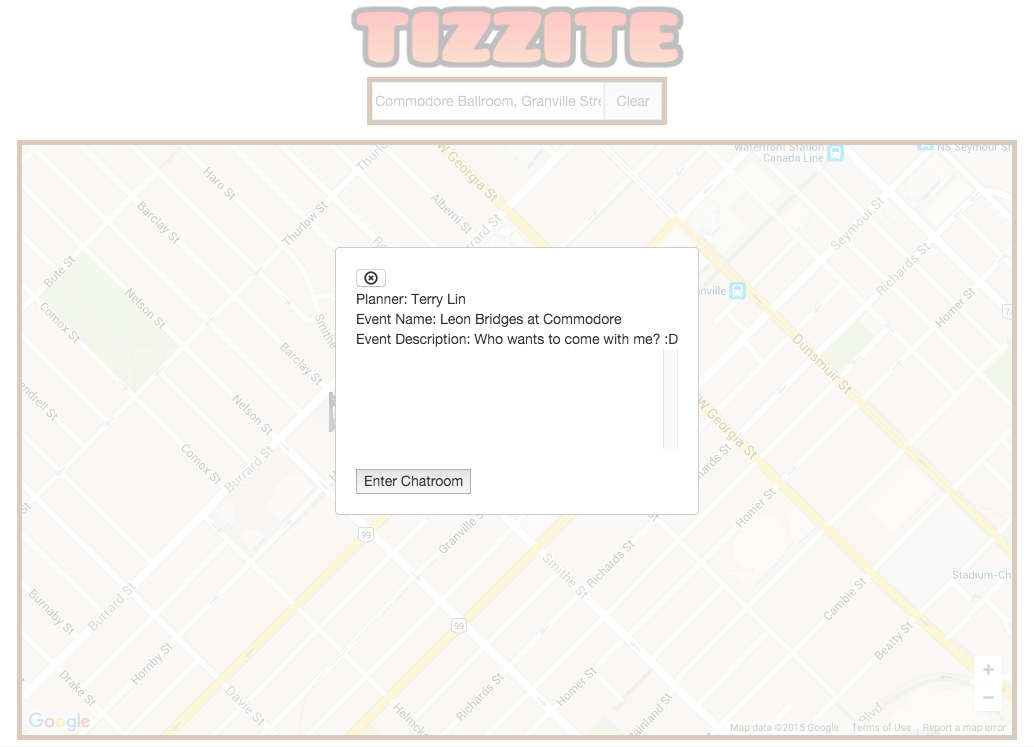 TIZZITE
Commodore Ballroom, Granville Stre
Clear
Waterfront Station
Canada Line
NS Seymour St
Thurlow
W Georgia St
Haro St
Barclay St
Thurlow St
Alberni St
Burrard St
Seymour St
Richards St
Bute St
Nelson St
Comox St
Smithe
Granville
Homer St
Planner: Terry Lin
Event Name: Leon Bridges at Commodore
Event Description: Who wants to come with me? :D
Enter Chatroom
Barclay St
Dunsmuir St
Pendrell St
Nelson St
W Georgia St
Comox St
Burrard St
Richards St
Homer St
99
Granville St
Smithe St
Richards St
Stadium-Ch
Burnaby St
Burrard St
99
Cambie St
Hornby St
Beatty St
Drake St
Davie St
Richards St
Homer St
Helmcken
Mainland St
Blvd
+
−
Google
Map data ©2015 Google
Terms of Use
Report a map error